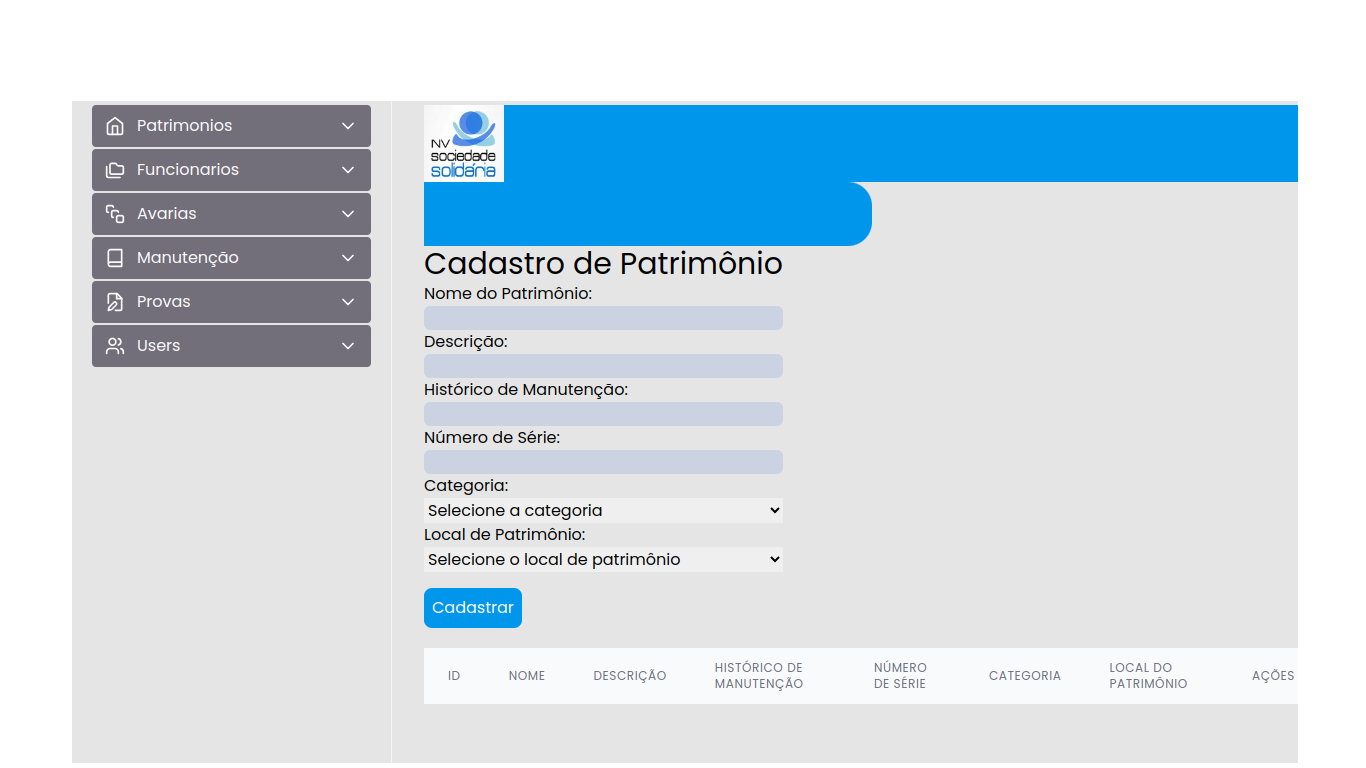 Patrimonios
Funcionarios
Avarias
Manutenção
Provas
Users
NV
sociedade
solidária
Cadastro de Patrimônio
Nome do Patrimônio:
Descrição:
Histórico de Manutenção:
Número de Série:
Categoria:
Selecione a categoria
Local de Patrimônio:
Selecione o local de patrimônio
Cadastrar
ID NOME DESCRIÇÃO HISTÓRICO DE MANUTENÇÃO NÚMERO DE SÉRIE CATEGORIA LOCAL DO PATRIMÔNIO AÇÕES